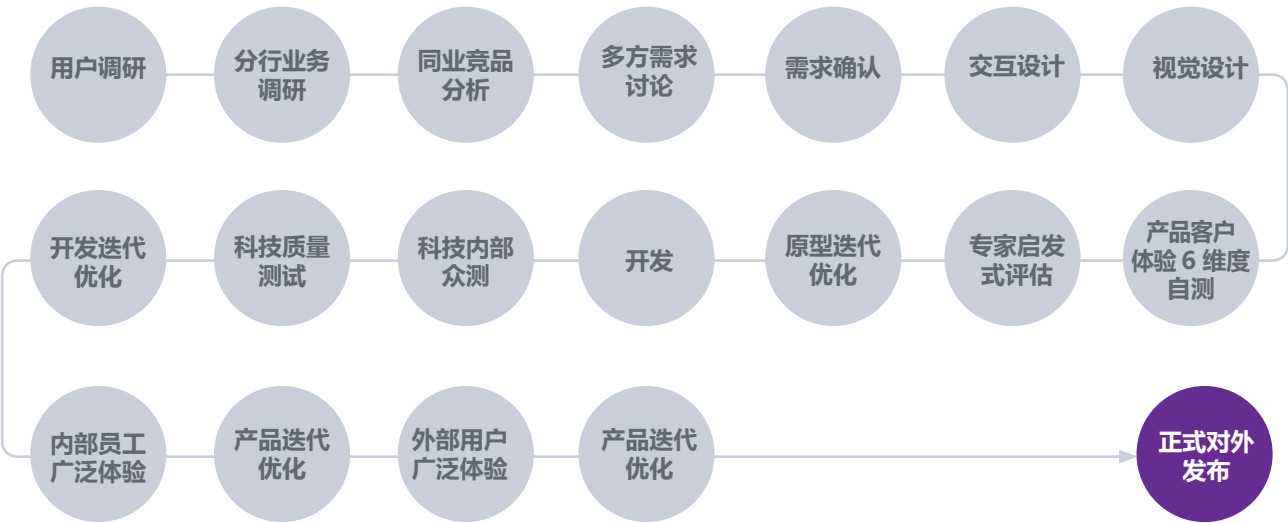 用户调研
分行业务
调研
同业竞品
分析
多方需求
讨论
需求确认
交互设计
视觉设计
开发迭代
优化
科技质量
测试
科技内部
众测
开发
原型迭代
优化
专家启发
式评估
产品客户
体验 6 维度
自测
内部员工
广泛体验
产品迭代
优化
外部用户
广泛体验
产品迭代
优化
正式对外
发布